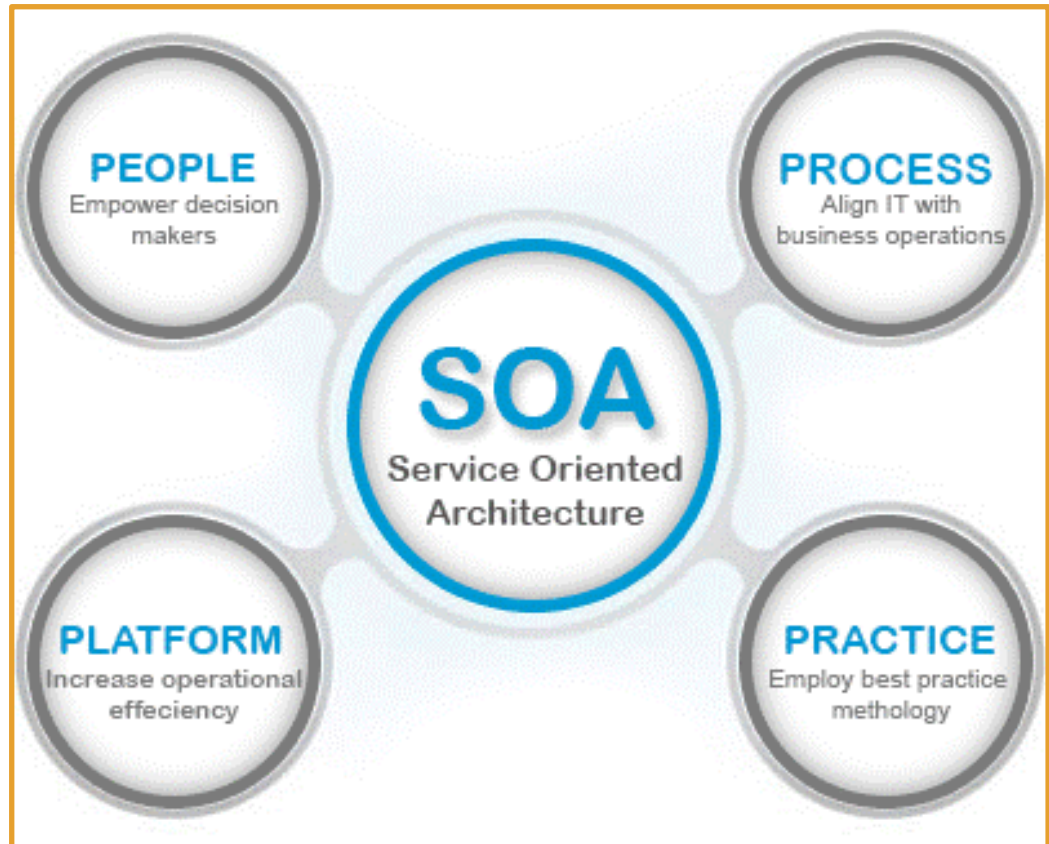 PEOPLE
Empower decision
makers
PROCESS
Align IT with
business operations
SOA
Service Oriented
Architecture
PLATFORM
Increase operational
effeciency
PRACTICE
Employ best practice
methology